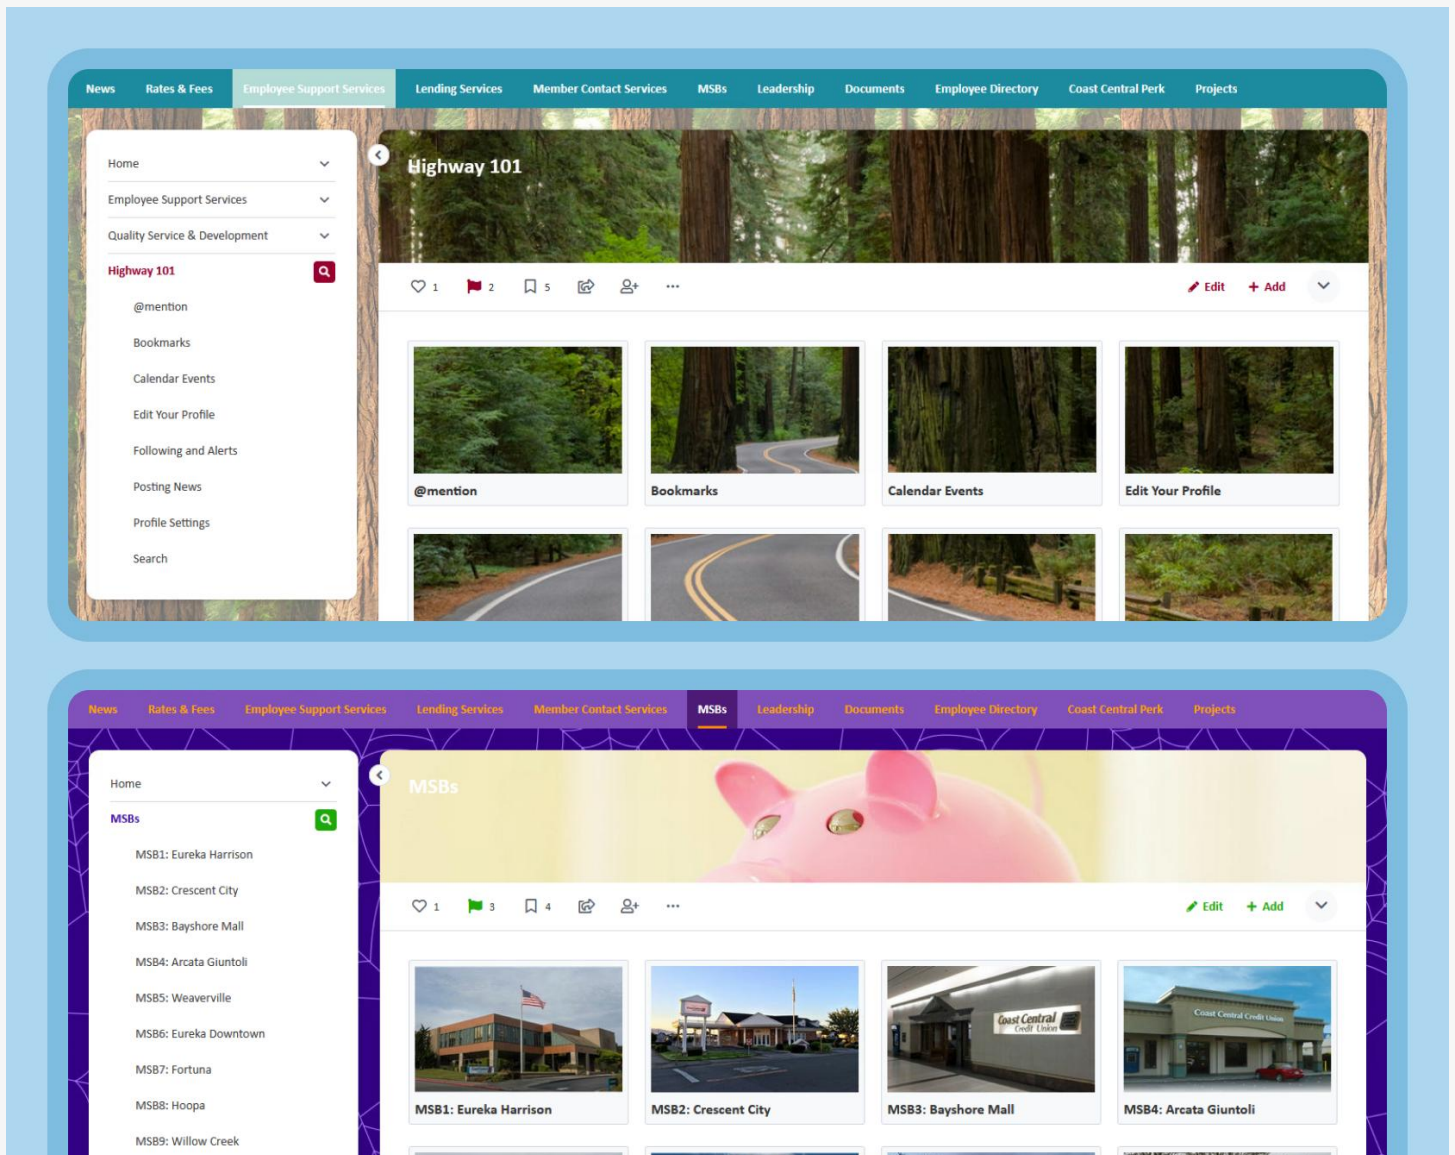 News Rates & Fees Employee Support Services Lending Services Member Contact Services MSBs Leadership Documents Employee Directory Coast Central Perk Projects
Home
Employee Support Services
Quality Service & Development
Highway 101
@mention
Bookmarks
Calendar Events
Edit Your Profile
Following and Alerts
Posting News
Profile Settings
Search
Highway 101
1 2 5 ... Edit + Add
@mention Bookmarks Calendar Events Edit Your Profile
News Rates & Fees Employee Support Services Lending Services Member Contact Services MSBs Leadership Documents Employee Directory Coast Central Perk Projects
Home
MSBs
MSB1: Eureka Harrison
MSB2: Crescent City
MSB3: Bayshore Mall
MSB4: Arcata Giuntoli
MSB5: Weaverville
MSB6: Eureka Downtown
MSB7: Fortuna
MSB8: Hoopa
MSB9: Willow Creek
MSBs
1 3 4 ... Edit + Add
Coast Central
Credit Union
Coast Central Credit Union
MSB1: Eureka Harrison MSB2: Crescent City MSB3: Bayshore Mall MSB4: Arcata Giuntoli